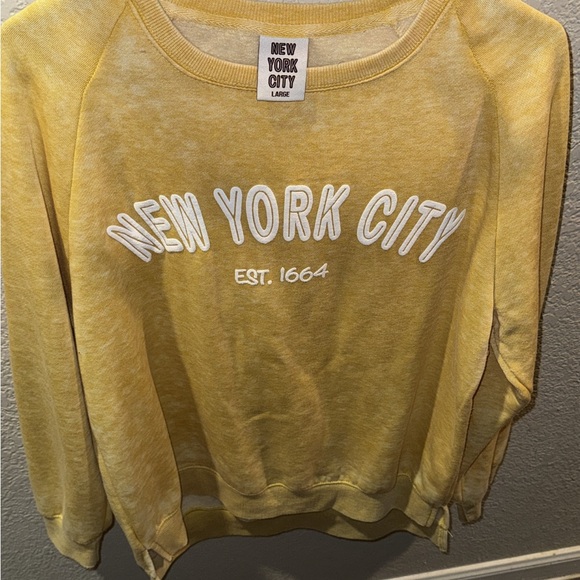 NEW
YORK
CITY
LARGE
NEW YORK CITY
EST. 1664